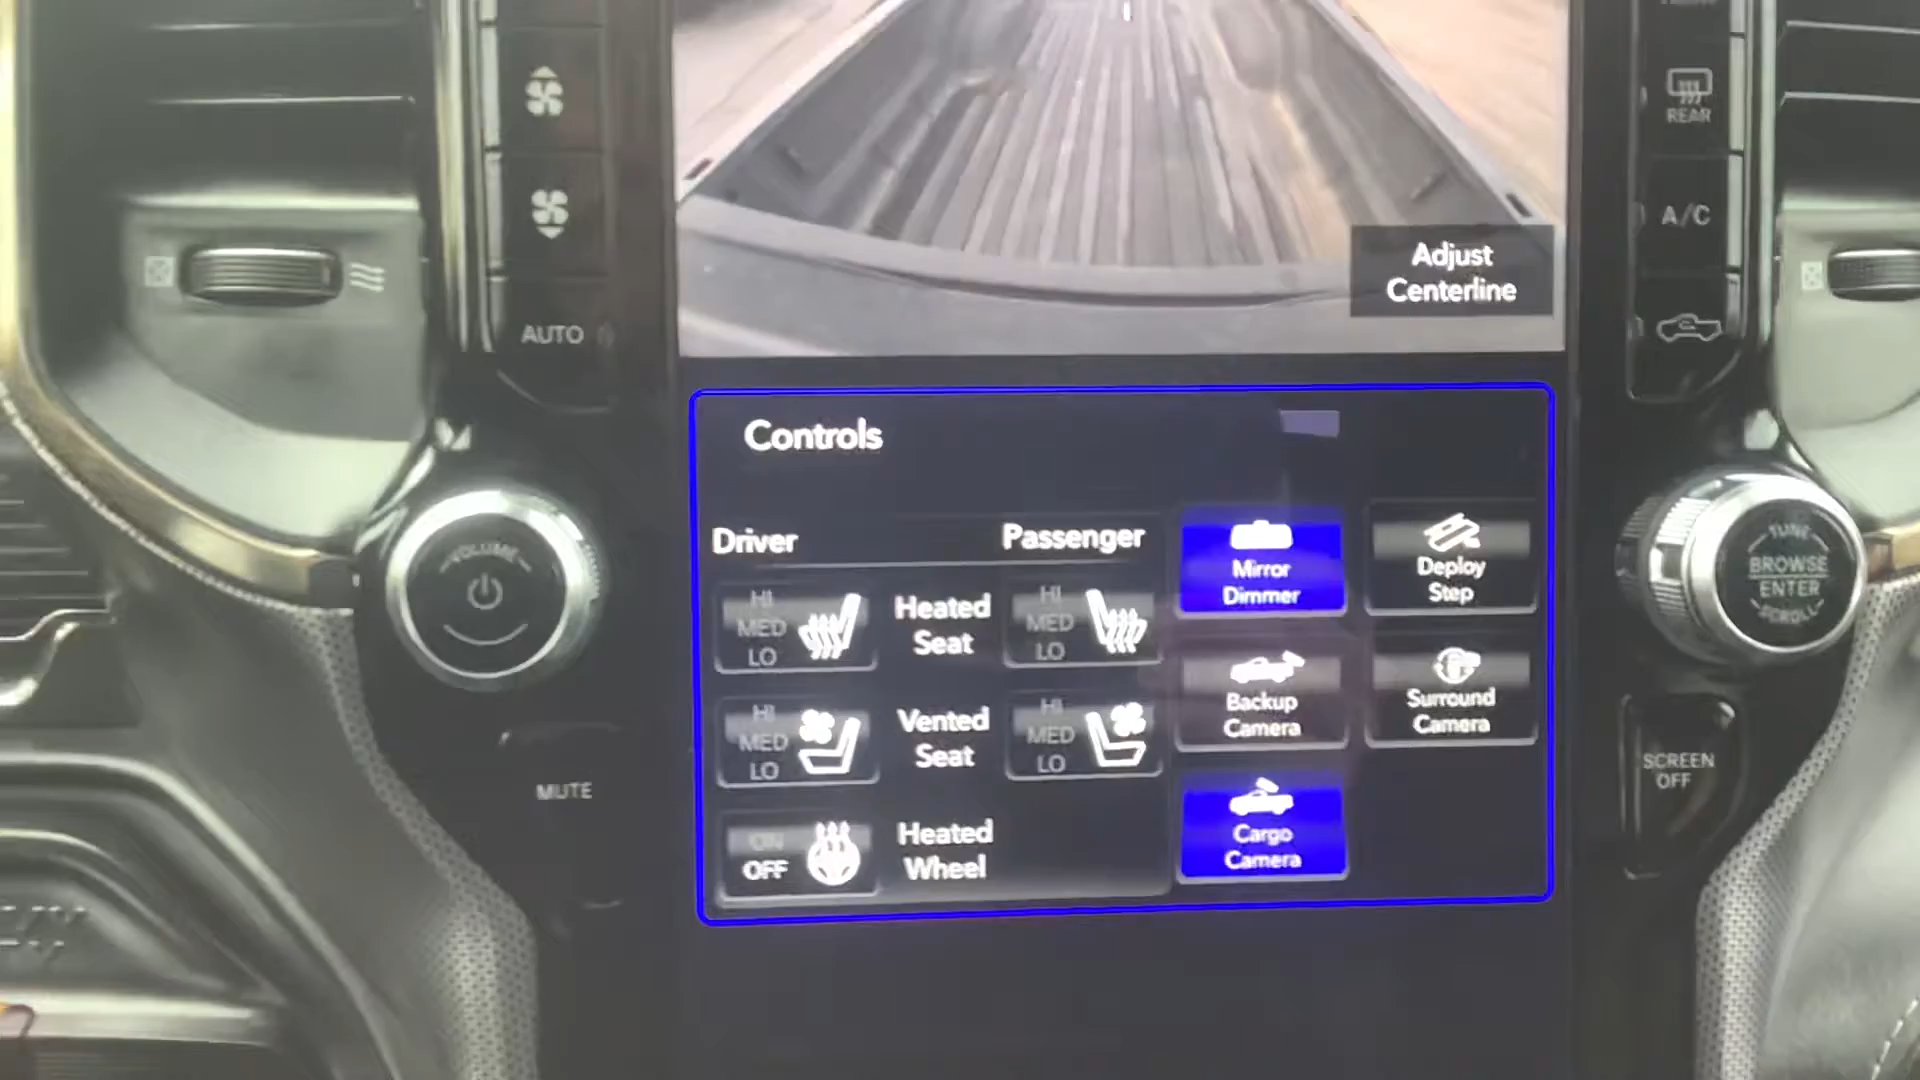 REAR
A/C
AUTO
Adjust
Centerline
Controls
Driver
Passenger
HI
MED
LO
Heated
Seat
HI
MED
LO
Mirror
Dimmer
Deploy
Step
HI
MED
LO
Vented
Seat
HI
MED
LO
Backup
Camera
Surround
Camera
ON
OFF
Heated
Wheel
Cargo
Camera
VOLUME
MUTE
TUNE
BROWSE
ENTER
SCROLL
SCREEN
OFF